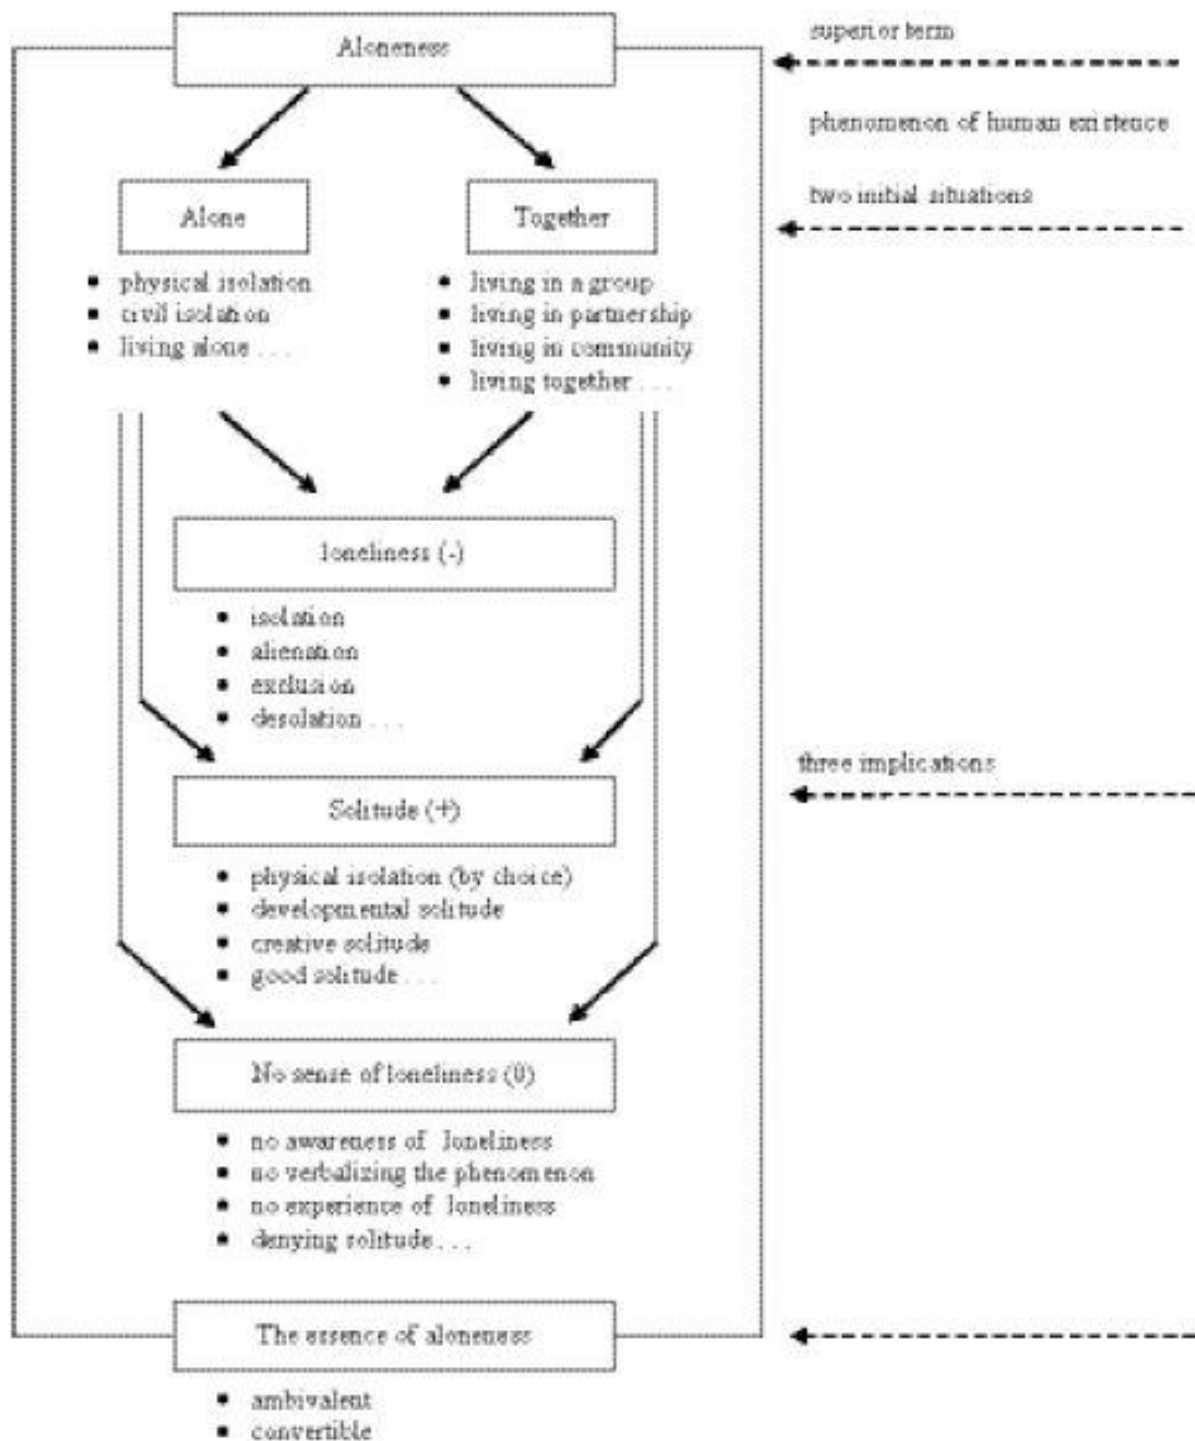 Aloneness
superior term
phenomenon of human existence
two initial situations
Alone
Together
• physical isolation
• civil isolation
• living alone . . .
• living in a group
• living in partnership
• living in community
• living together . . .
loneliness (-)
• isolation
• alienation
• exclusion
• desolation . . .
three implications
Solitude (+)
• physical isolation (by choice)
• developmental solitude
• creative solitude
• good solitude . . .
No sense of loneliness (0)
• no awareness of loneliness
• no verbalizing the phenomenon
• no experience of loneliness
• denying solitude . . .
The essence of aloneness
• ambivalent
• convertible